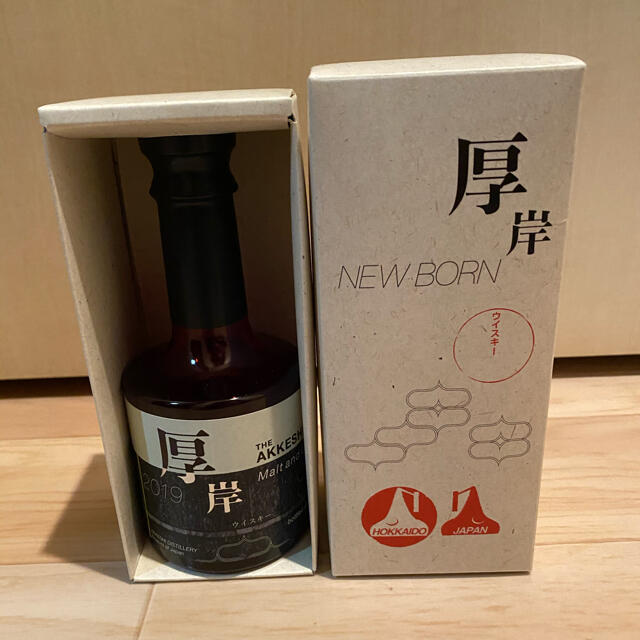 厚
岸
2019
THE
Malt and
ウイスキー
DISTILLERY
厚
岸
NEW BORN
ウイスキー
HOKKAIDO
JAPAN